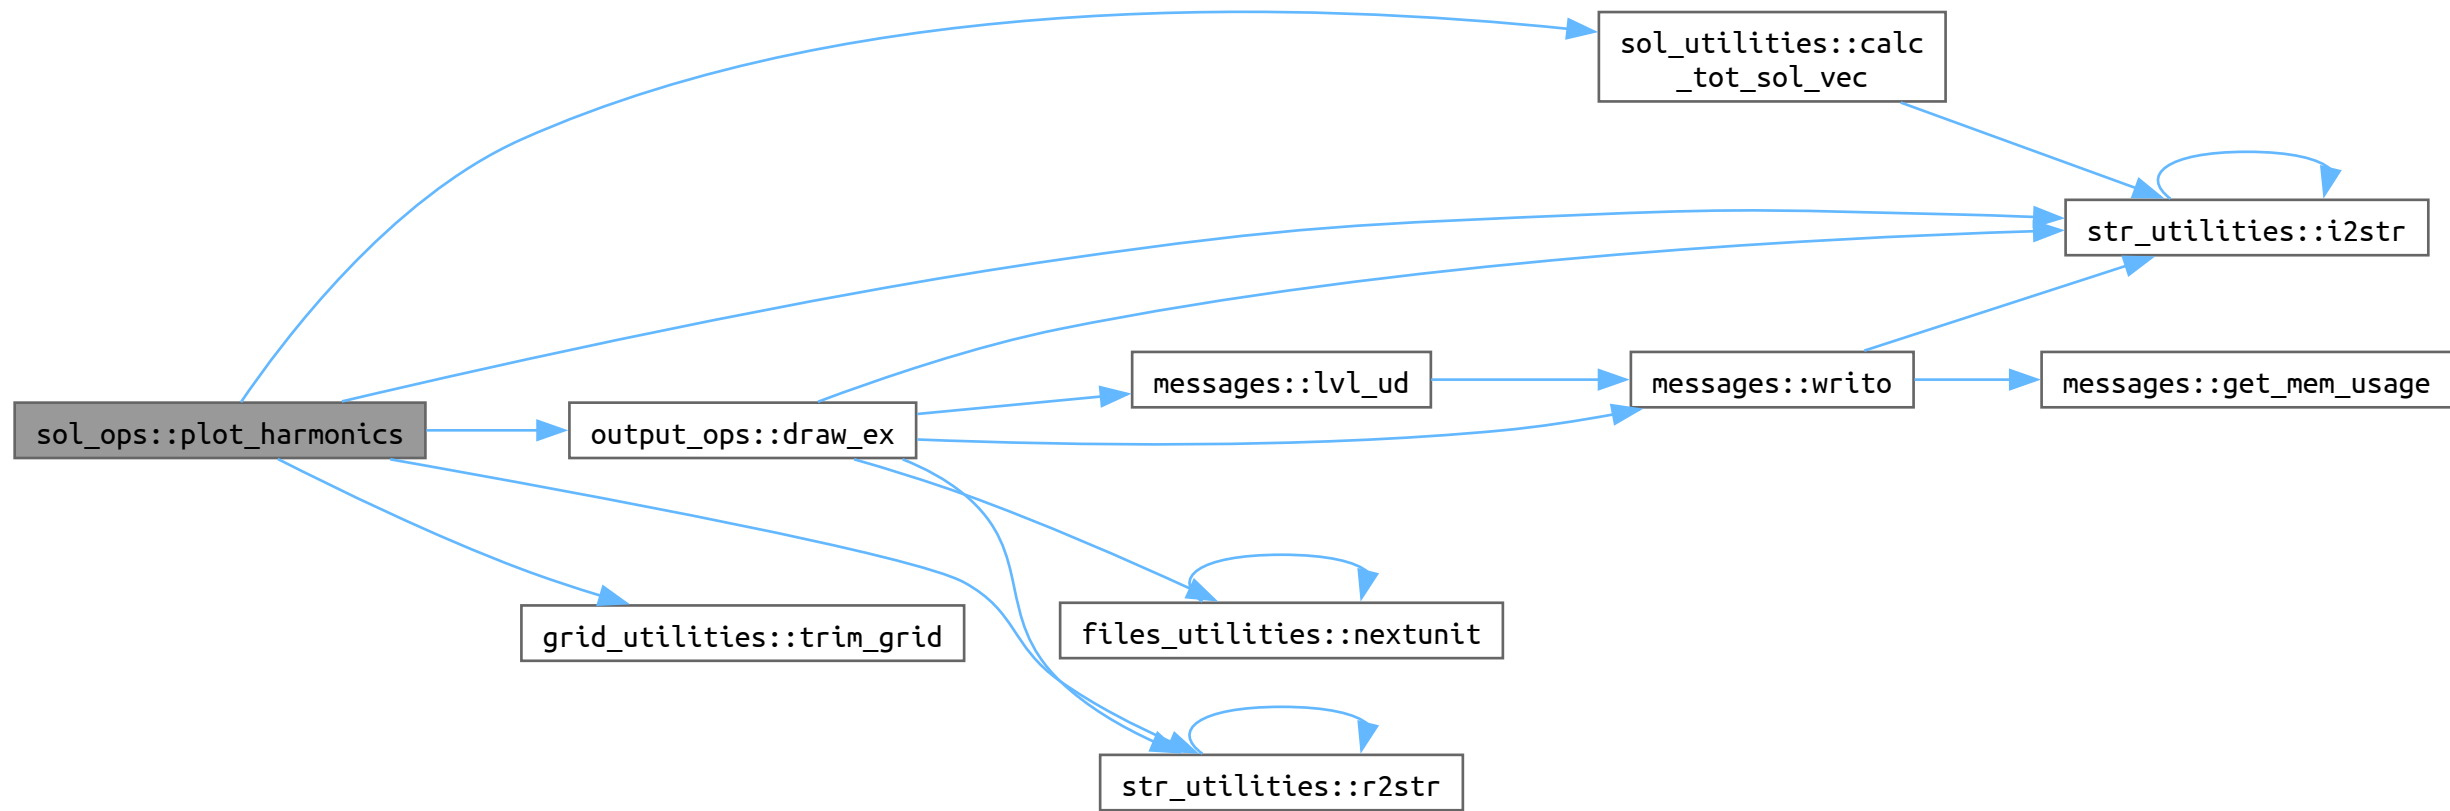 sol_utilities::calc
_tot_sol_vec
str_utilities::i2str
messages::lvl_ud
messages::writo
messages::get_mem_usage
sol_ops::plot_harmonics
output_ops::draw_ex
grid_utilities::trim_grid
files_utilities::nextunit
str_utilities::r2str